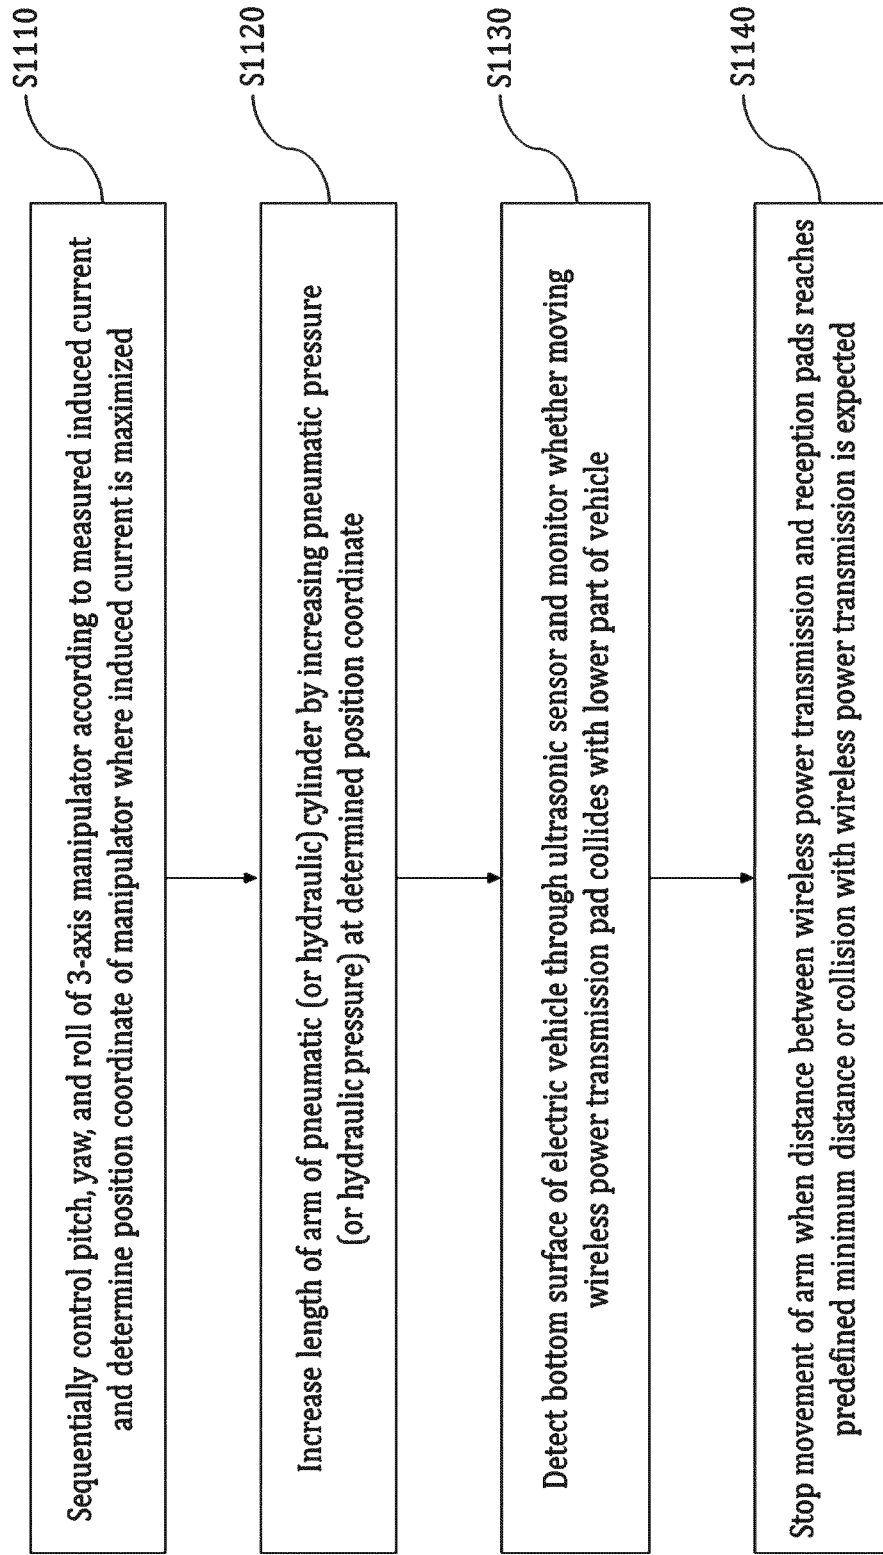 S1110
Sequentially control pitch, yaw, and roll of 3-axis manipulator according to measured induced current
and determine position coordinate of manipulator where induced current is maximized
S1120
Increase length of arm of pneumatic (or hydraulic) cylinder by increasing pneumatic pressure
(or hydraulic pressure) at determined position coordinate
S1130
Detect bottom surface of electric vehicle through ultrasonic sensor and monitor whether moving
wireless power transmission pad collides with lower part of vehicle
S1140
Stop movement of arm when distance between wireless power transmission and reception pads reaches
predefined minimum distance or collision with wireless power transmission is expected